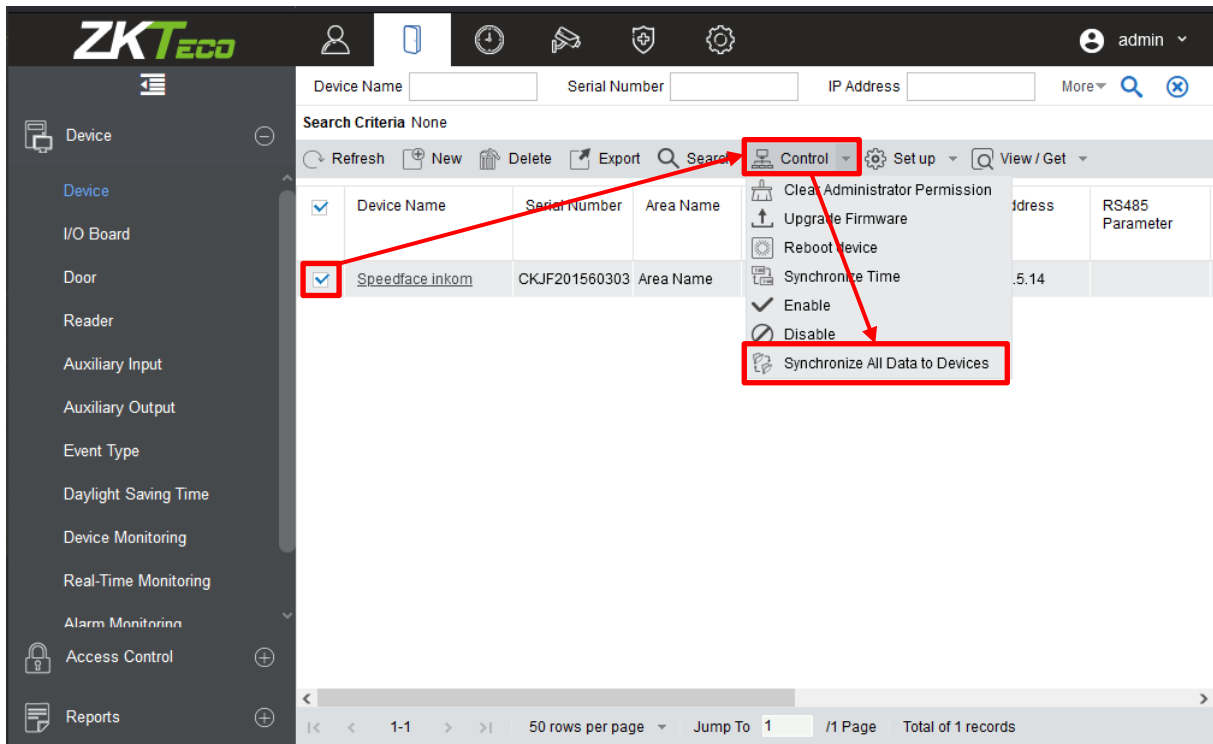 ZKTECO
admin
Device Name Serial Number IP Address More
Search Criteria None
Refresh New Delete Export Search Control Set up View / Get
Device
Device
I/O Board
Door
Reader
Auxiliary Input
Auxiliary Output
Event Type
Daylight Saving Time
Device Monitoring
Real-Time Monitoring
Alarm Monitoring
Access Control
Reports
Device Name Serial Number Area Name ddress RS485 Parameter
Speedface inkom CKJF201560303 Area Name .5.14
Clear Administrator Permission
Upgrade Firmware
Reboot device
Synchronize Time
Enable
Disable
Synchronize All Data to Devices
1-1 50 rows per page Jump To 1 /1 Page Total of 1 records